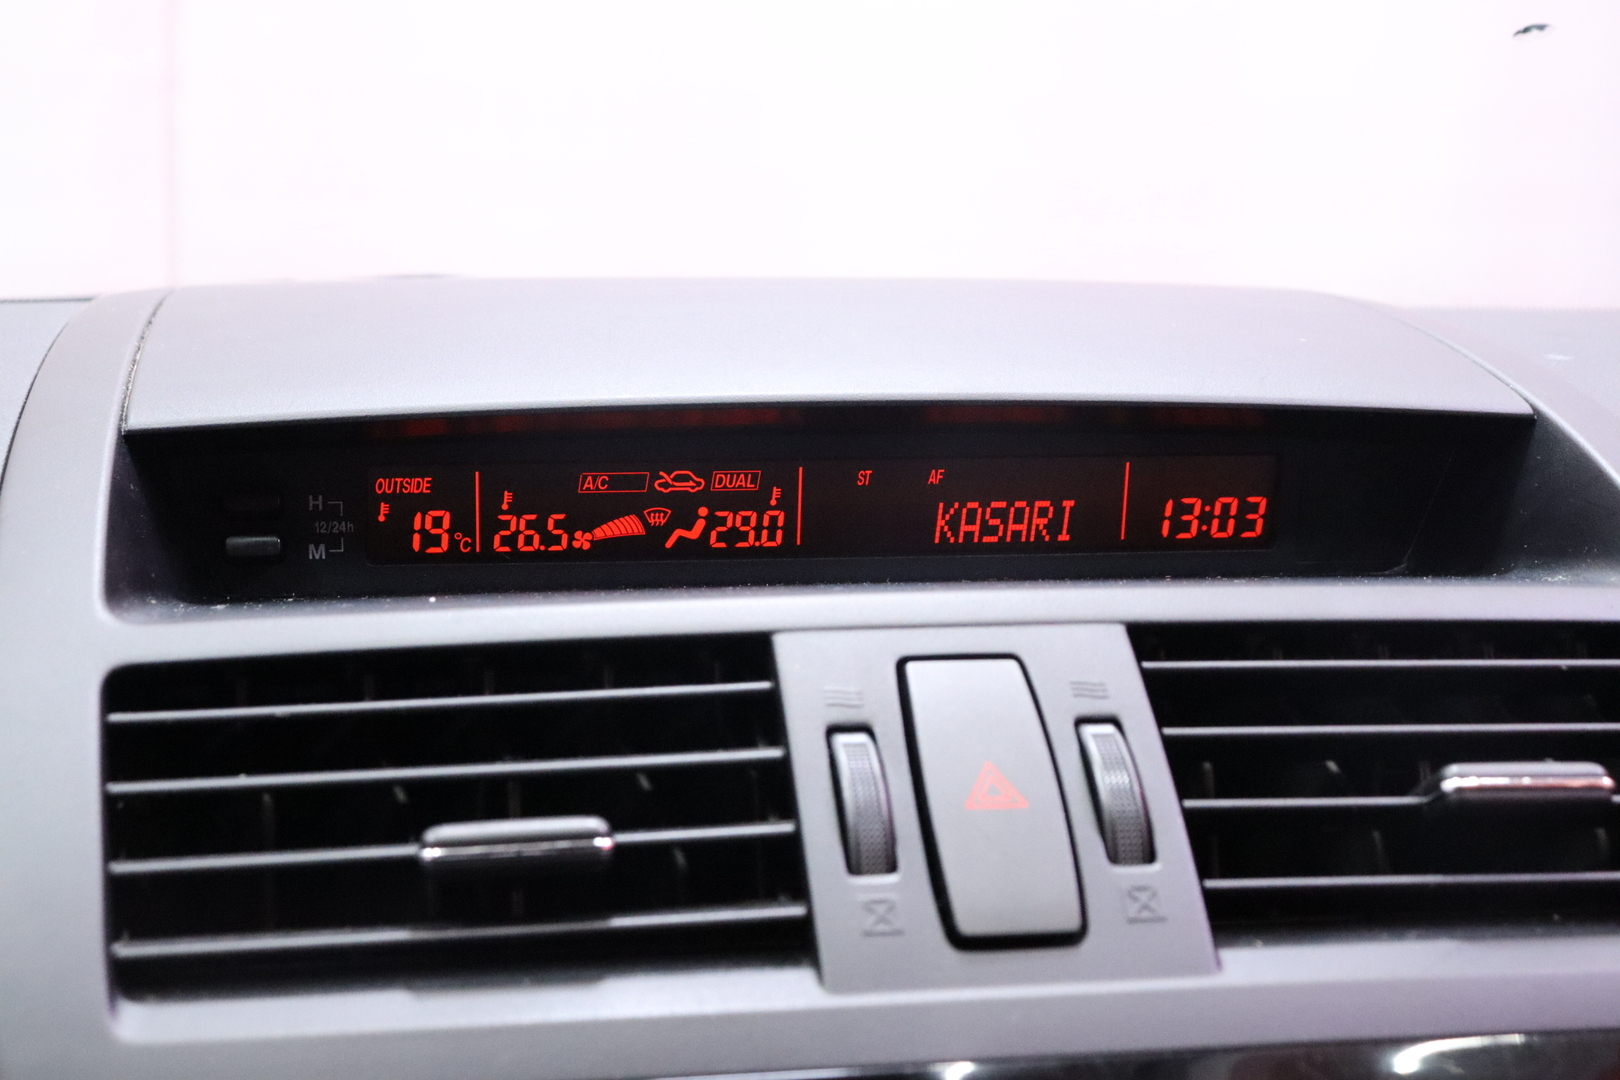 OUTSIDE A/C DUAL ST AF
H
12/24h
M
19°C 26.5 29.0 KASARI 13:03